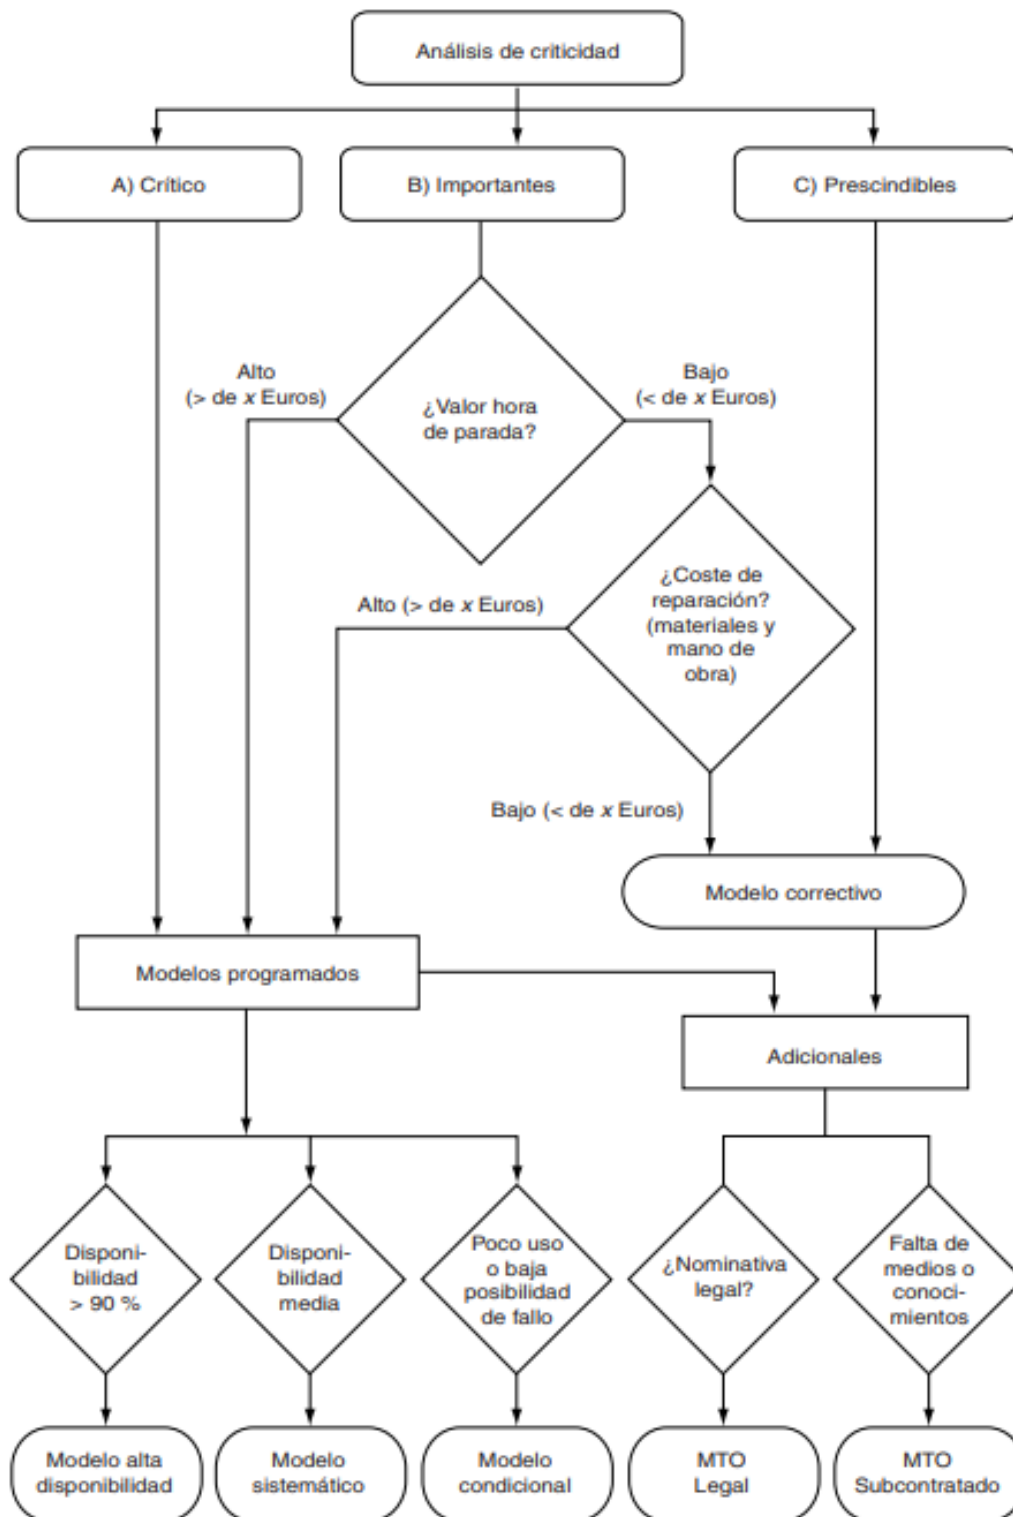 Análisis de criticidad
A) Crítico
B) Importantes
C) Prescindibles
Alto
(> de x Euros)
¿Valor hora
de parada?
Bajo
(< de x Euros)
Alto (> de x Euros)
¿Coste de
reparación?
(materiales y
mano de
obra)
Bajo (< de x Euros)
Modelo correctivo
Modelos programados
Adicionales
Disponi-
bilidad
> 90 %
Disponi-
bilidad
media
Poco uso
o baja
posibilidad
de fallo
¿Nominativa
legal?
Falta de
medios o
conoci-
mientos
Modelo alta
disponibilidad
Modelo
sistemático
Modelo
condicional
MTO
Legal
MTO
Subcontratado